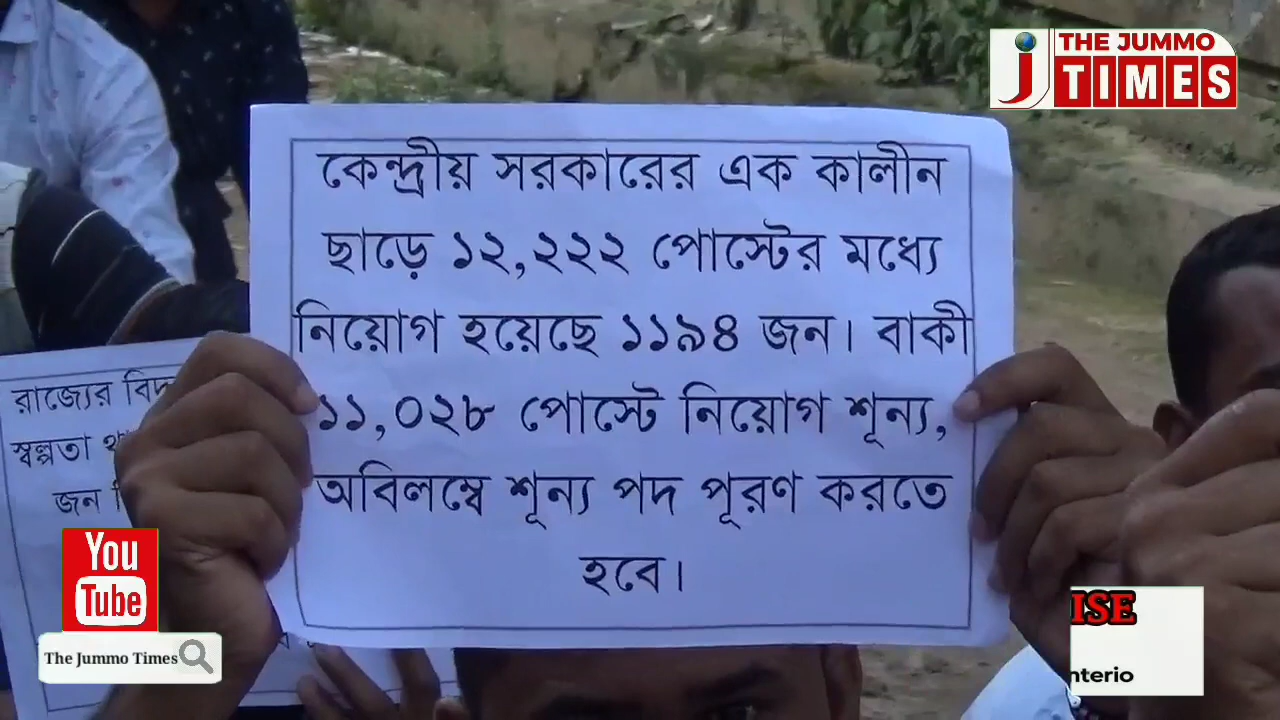 THE JUMMO
TIMES
কেন্দ্রীয় সরকারের এক কালীন
ছাড়ে ১২,২২২ পোস্টের মধ্যে
নিয়োগ হয়েছে ১১৯৪ জন। বাকী
১১,০২৮ পোস্টে নিয়োগ শূন্য,
অবিলম্বে শূন্য পদ পূরণ করতে
হবে।
রাজ্যের
স্বল্পতা
জন
You
Tube
The Jummo Times
ISE
nterio